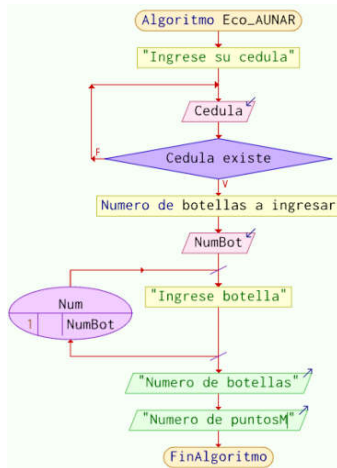 Algoritmo Eco_AUNAR
"Ingrese su cedula"
Cedula
Cedula existe
F
V
Numero de botellas a ingresar
NumBot
"Ingrese botella"
Num
1 NumBot
"Numero de botellas"
"Numero de puntosM"
FinAlgoritmo